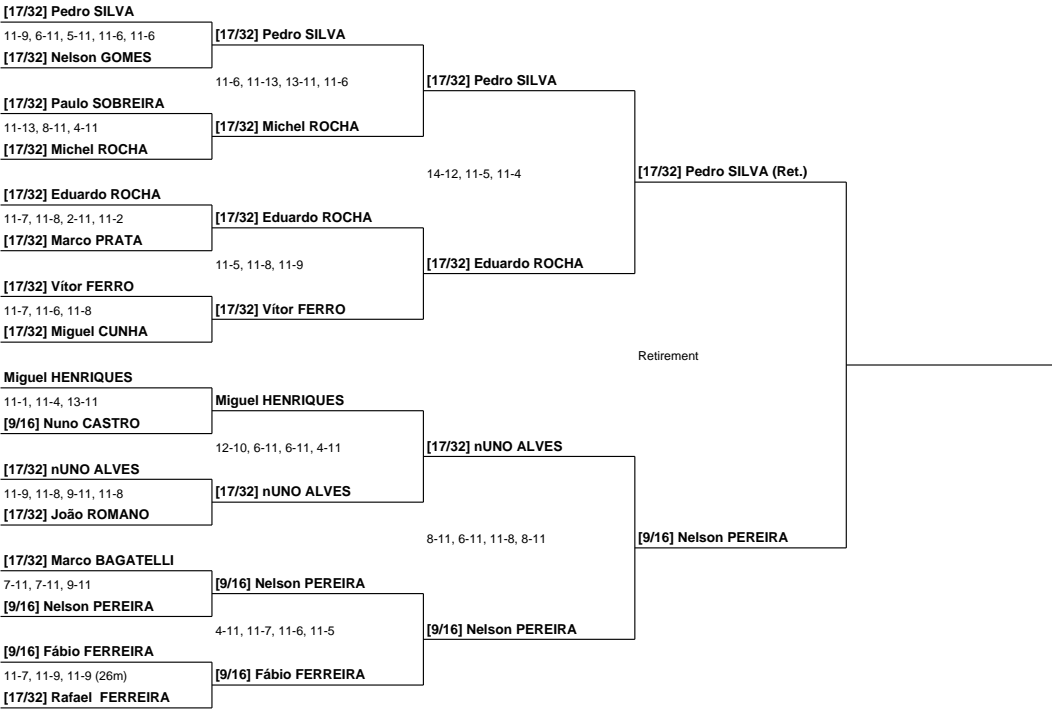 [17/32] Pedro SILVA
11-9, 6-11, 5-11, 11-6, 11-6
[17/32] Nelson GOMES
[17/32] Paulo SOBREIRA
11-13, 8-11, 4-11
[17/32] Michel ROCHA
[17/32] Eduardo ROCHA
11-7, 11-8, 2-11, 11-2
[17/32] Marco PRATA
[17/32] Vítor FERRO
11-7, 11-6, 11-8
[17/32] Miguel CUNHA
Miguel HENRIQUES
11-1, 11-4, 13-11
[9/16] Nuno CASTRO
[17/32] nUNO ALVES
11-9, 11-8, 9-11, 11-8
[17/32] João ROMANO
[17/32] Marco BAGATELLI
7-11, 7-11, 9-11
[9/16] Nelson PEREIRA
[9/16] Fábio FERREIRA
11-7, 11-9, 11-9 (26m)
[17/32] Rafael  FERREIRA
[17/32] Pedro SILVA
11-6, 11-13, 13-11, 11-6
[17/32] Michel ROCHA
[17/32] Eduardo ROCHA
11-5, 11-8, 11-9
[17/32] Vítor FERRO
Miguel HENRIQUES
12-10, 6-11, 6-11, 4-11
[17/32] nUNO ALVES
[9/16] Nelson PEREIRA
4-11, 11-7, 11-6, 11-5
[9/16] Fábio FERREIRA
[17/32] Pedro SILVA
14-12, 11-5, 11-4
[17/32] Eduardo ROCHA
[17/32] nUNO ALVES
8-11, 6-11, 11-8, 8-11
[9/16] Nelson PEREIRA
[17/32] Pedro SILVA (Ret.)
Retirement
[9/16] Nelson PEREIRA